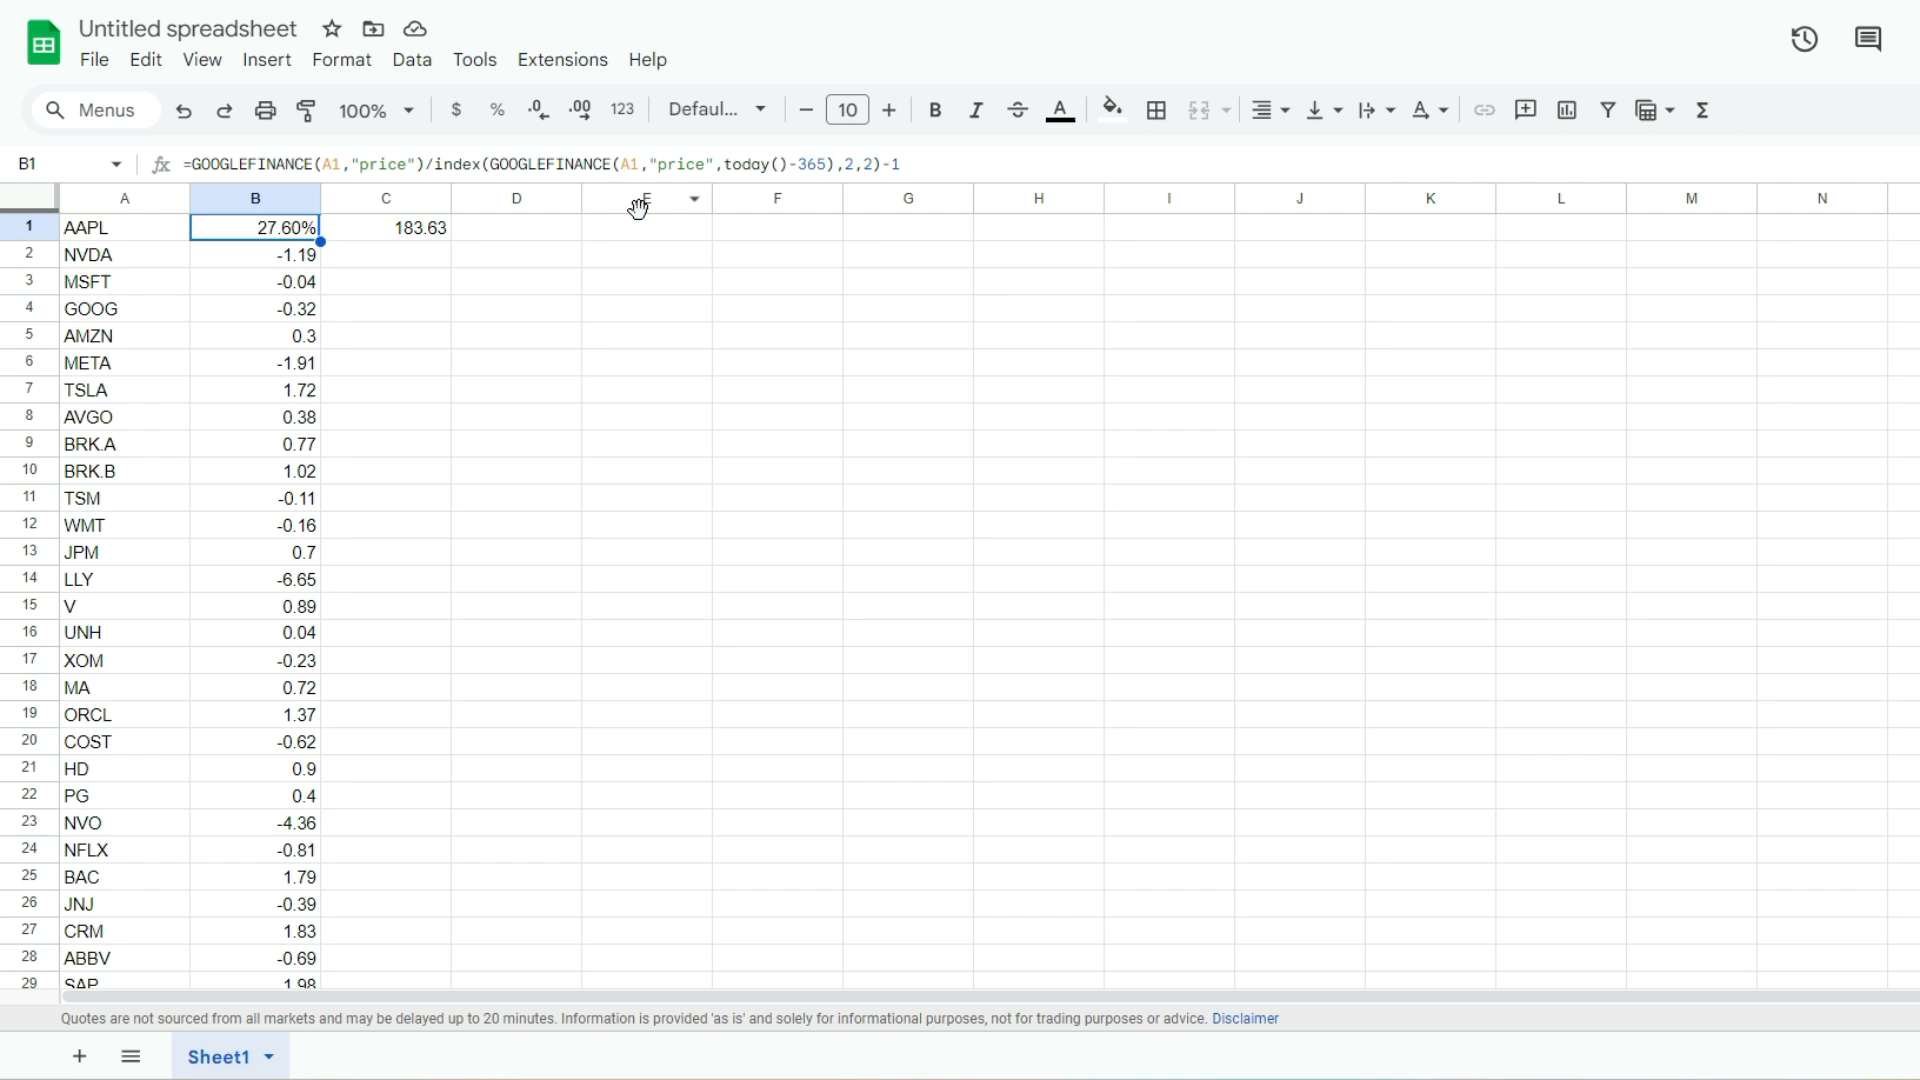 Untitled spreadsheet
File Edit View Insert Format Data Tools Extensions Help
Menus 100% $ % .0 .00 123 Defaul... − 10 + B I S A Σ
B1 fx =GOOGLEFINANCE(A1,"price")/index(GOOGLEFINANCE(A1,"price",today()-365),2,2)-1
A B C D E F G H I J K L M N
1 AAPL 27.60% 183.63
2 NVDA -1.19
3 MSFT -0.04
4 GOOG -0.32
5 AMZN 0.3
6 META -1.91
7 TSLA 1.72
8 AVGO 0.38
9 BRK.A 0.77
10 BRK.B 1.02
11 TSM -0.11
12 WMT -0.16
13 JPM 0.7
14 LLY -6.65
15 V 0.89
16 UNH 0.04
17 XOM -0.23
18 MA 0.72
19 ORCL 1.37
20 COST -0.62
21 HD 0.9
22 PG 0.4
23 NVO -4.36
24 NFLX -0.81
25 BAC 1.79
26 JNJ -0.39
27 CRM 1.83
28 ABBV -0.69
29 SAP 1.98
Quotes are not sourced from all markets and may be delayed up to 20 minutes. Information is provided 'as is' and solely for informational purposes, not for trading purposes or advice. Disclaimer
+ Sheet1